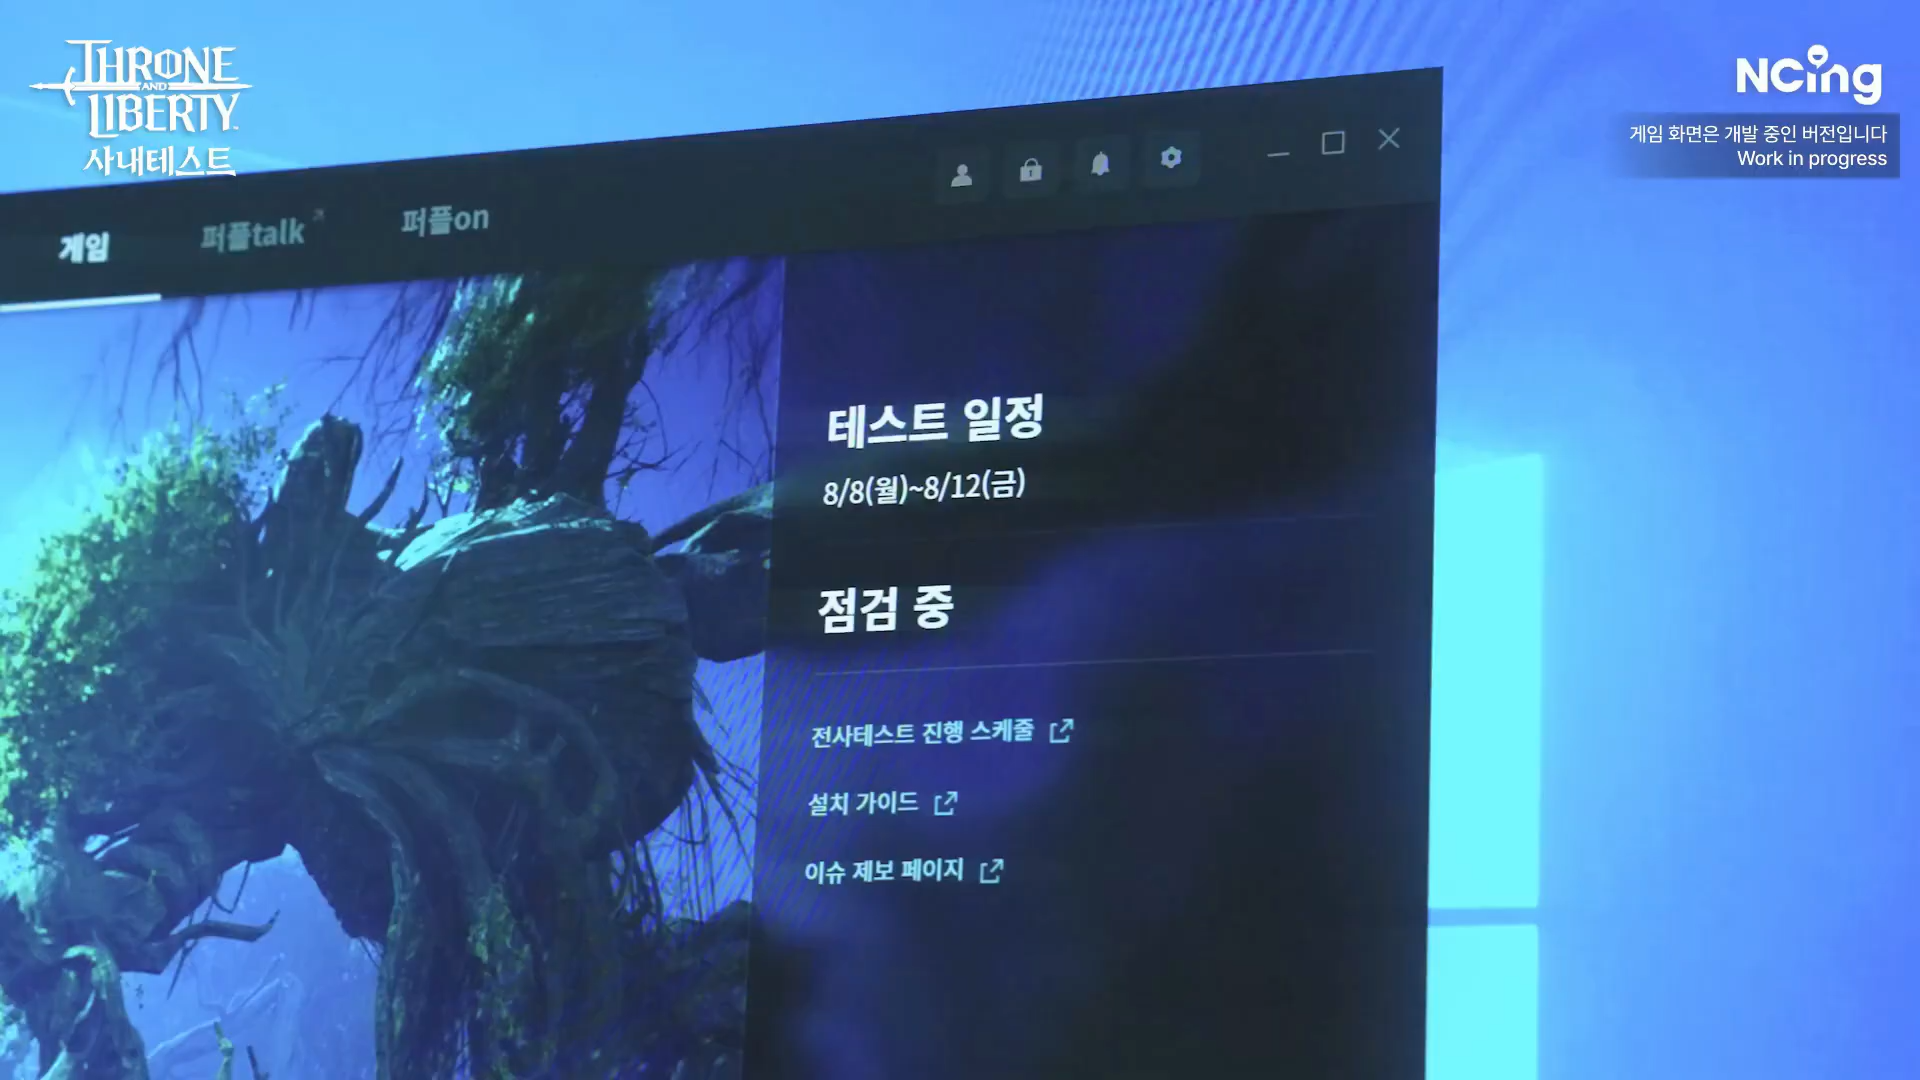 THRONE
AND
LIBERTY
사내테스트
NCing
게임 화면은 개발 중인 버전입니다
Work in progress
게임
퍼플talk
퍼플on
테스트 일정
8/8(월)~8/12(금)
점검 중
전사테스트 진행 스케줄
설치 가이드
이슈 제보 페이지